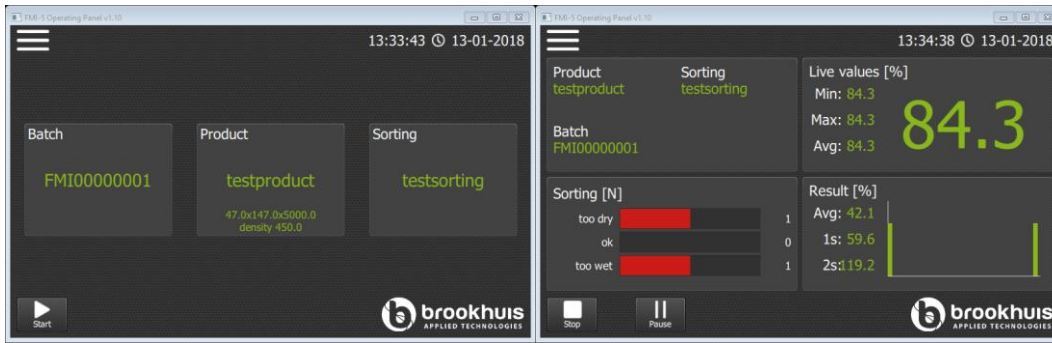 FMI-5 Operating Panel v1.10
13:33:43 13-01-2018
Batch
FMI00000001
Product
testproduct
47.0x147.0x5000.0
density 450.0
Sorting
testsorting
Start
brookhuis
APPLIED TECHNOLOGIES
FMI-5 Operating Panel v1.10
13:34:38 13-01-2018
Product
testproduct
Sorting
testsorting
Batch
FMI00000001
Live values [%]
Min: 84.3
Max: 84.3
Avg: 84.3
84.3
Sorting [N]
too dry 1
ok 0
too wet 1
Result [%]
Avg: 42.1
1s: 59.6
2s:119.2
Stop
Pause
brookhuis
APPLIED TECHNOLOGIES